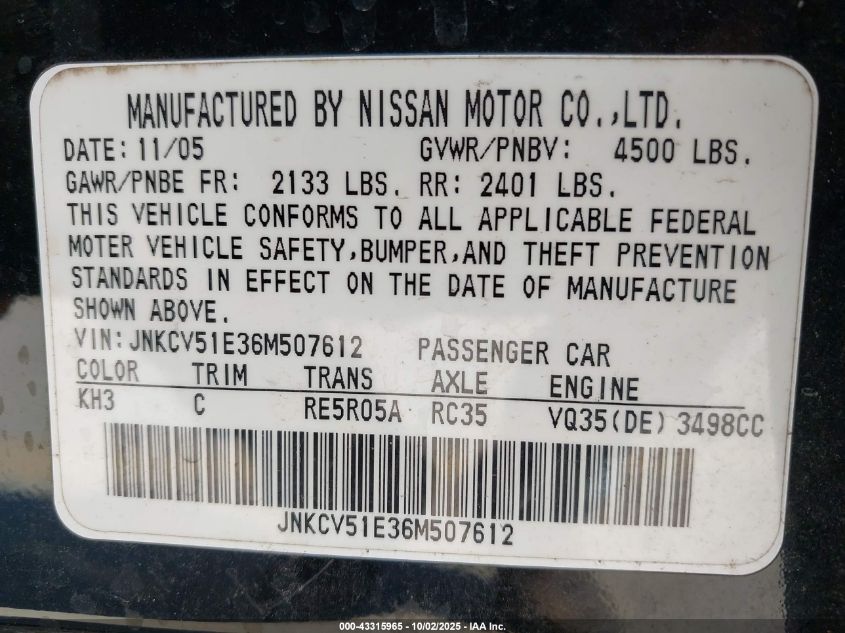 MANUFACTURED BY NISSAN MOTOR CO.,LTD.
DATE: 11/05 GVWR/PNBV: 4500 LBS.
GAWR/PNBE FR: 2133 LBS. RR: 2401 LBS.
THIS VEHICLE CONFORMS TO ALL APPLICABLE FEDERAL
MOTER VEHICLE SAFETY,BUMPER,AND THEFT PREVENTION
STANDARDS IN EFFECT ON THE DATE OF MANUFACTURE
SHOWN ABOVE.
VIN:JNKCV51E36M507612 PASSENGER CAR
COLOR TRIM TRANS AXLE ENGINE
KH3 C RE5R05A RC35 VQ35(DE) 3498CC
JNKCV51E36M507612
000-43315965 - 10/02/2025 - IAA Inc.